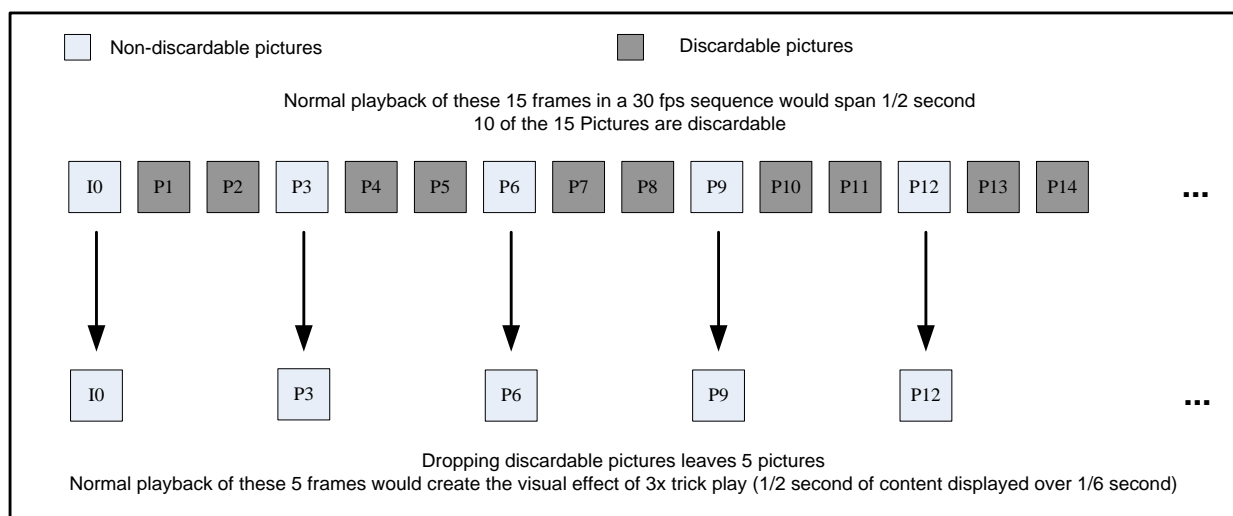 Non-discardable pictures
Discardable pictures
Normal playback of these 15 frames in a 30 fps sequence would span 1/2 second
10 of the 15 Pictures are discardable
I0 P1 P2 P3 P4 P5 P6 P7 P8 P9 P10 P11 P12 P13 P14 ...
I0 P3 P6 P9 P12 ...
Dropping discardable pictures leaves 5 pictures
Normal playback of these 5 frames would create the visual effect of 3x trick play (1/2 second of content displayed over 1/6 second)